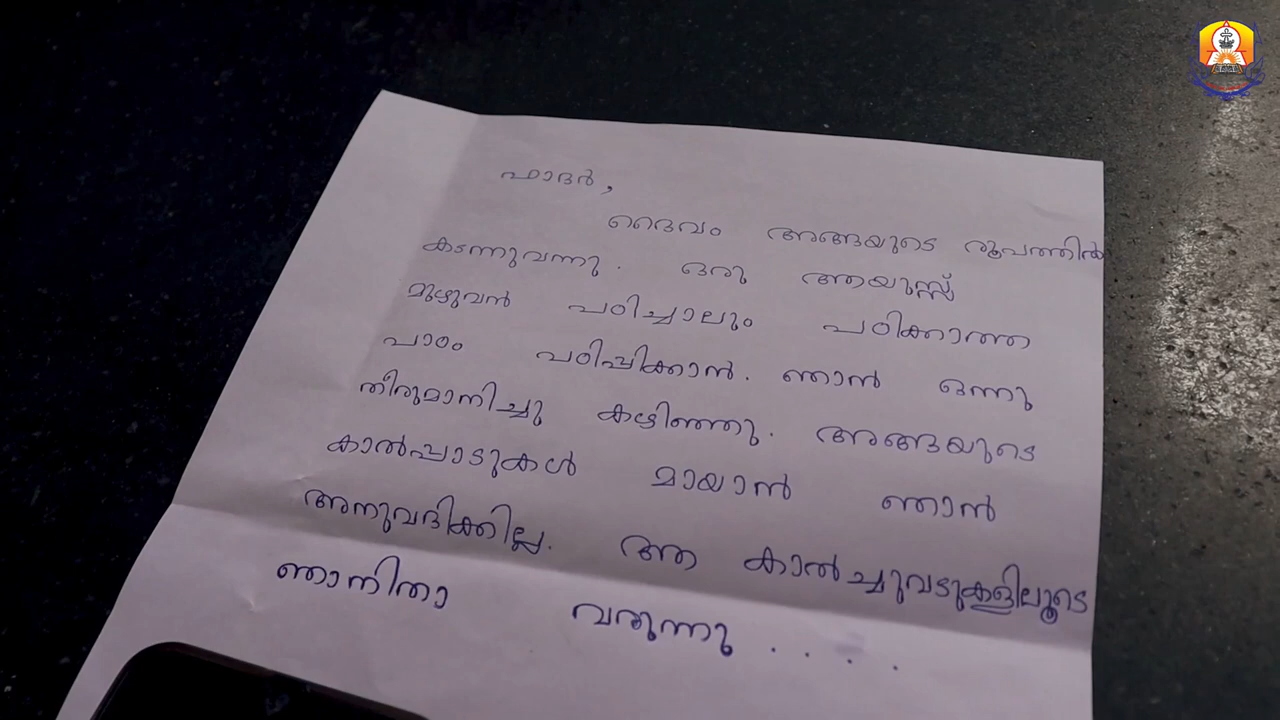 ഫാദർ,
ദൈവം അങ്ങയുടെ രൂപത്തിൽ
കടന്നുവന്നു. ഒരു ആയുസ്സ്
മുഴുവൻ പഠിച്ചാലും പഠിക്കാത്ത
പാഠം പഠിപ്പിക്കാൻ. ഞാൻ ഒന്നു
തീരുമാനിച്ചു കഴിഞ്ഞു. അങ്ങയുടെ
കാൽപ്പാടുകൾ മായാൻ ഞാൻ
അനുവദിക്കില്ല. ആ കാൽച്ചുവടുകളിലൂടെ
ഞാനിതാ വരുന്നു . . . .